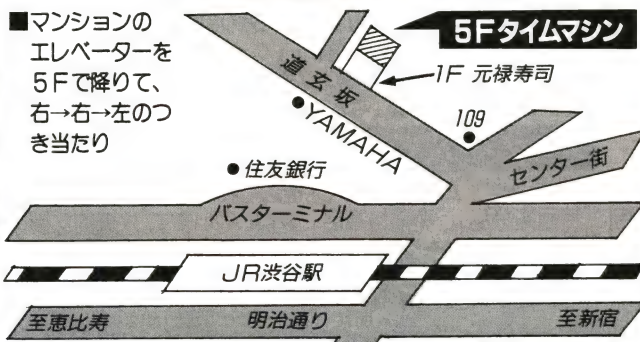 ■マンションの
エレベーターを
5Fで降りて、
右→右→左のつ
き当たり
5Fタイムマシン
1F 元禄寿司
道玄坂
●YAMAHA
109
●住友銀行
センター街
バスターミナル
JR渋谷駅
至恵比寿
明治通り
至新宿